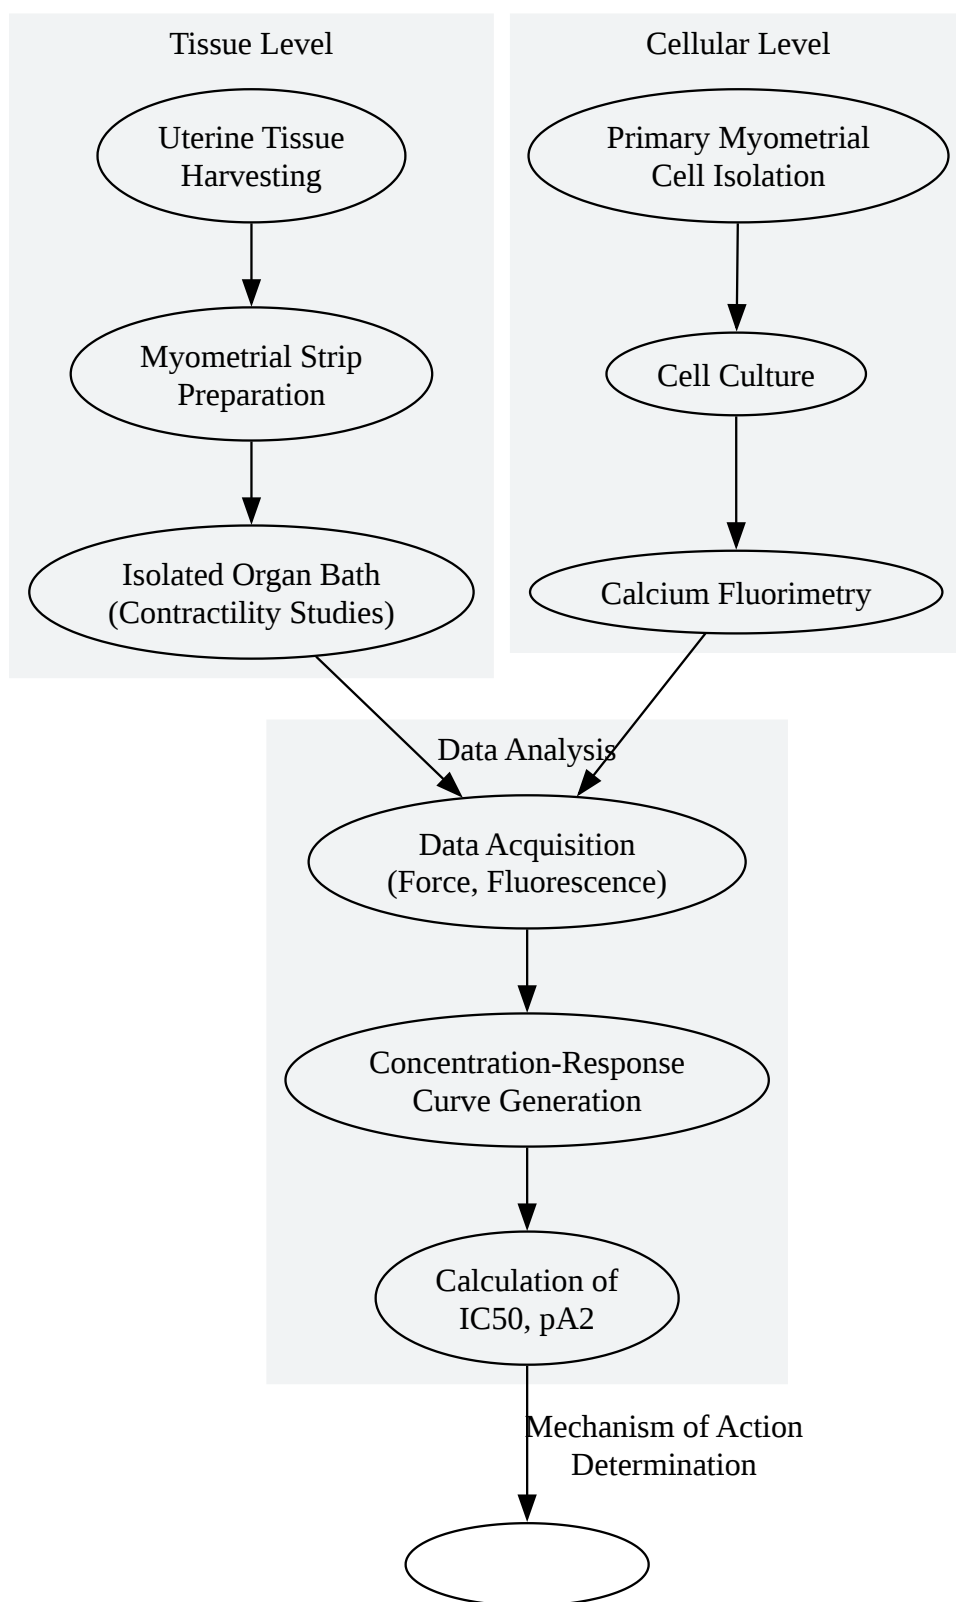 Tissue Level
Uterine Tissue
Harvesting
Myometrial Strip
Preparation
Isolated Organ Bath
(Contractility Studies)
Cellular Level
Primary Myometrial
Cell Isolation
Cell Culture
Calcium Fluorimetry
Data Analysis
Data Acquisition
(Force, Fluorescence)
Concentration-Response
Curve Generation
Calculation of
IC50, pA2
Mechanism of Action
Determination